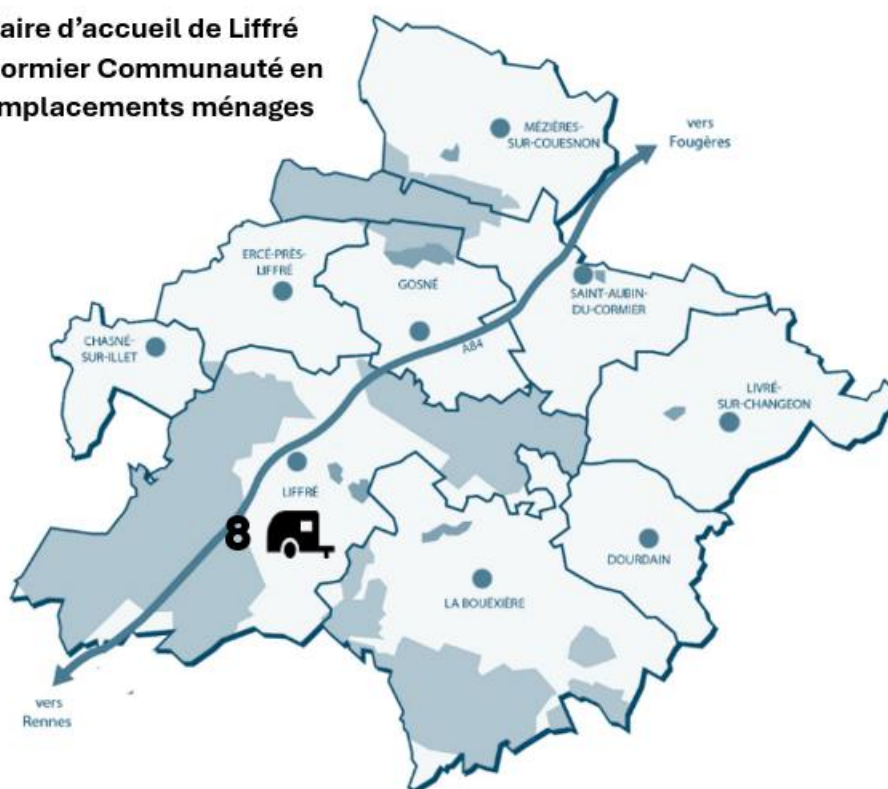 aire d'accueil de Liffré
ormier Communauté en
mplacements ménages
MÉZIÈRES-
SUR-COUESNON
vers
Fougères
ERCÉ-PRÈS-
LIFFRÉ
GOSNÉ
SAINT-AUBIN-
DU-CORMIER
CHASNÉ-
SUR-ILLET
A84
LIVRÉ-
SUR-CHANGEON
LIFFRÉ
8
DOURDAIN
LA BOUËXIÈRE
vers
Rennes